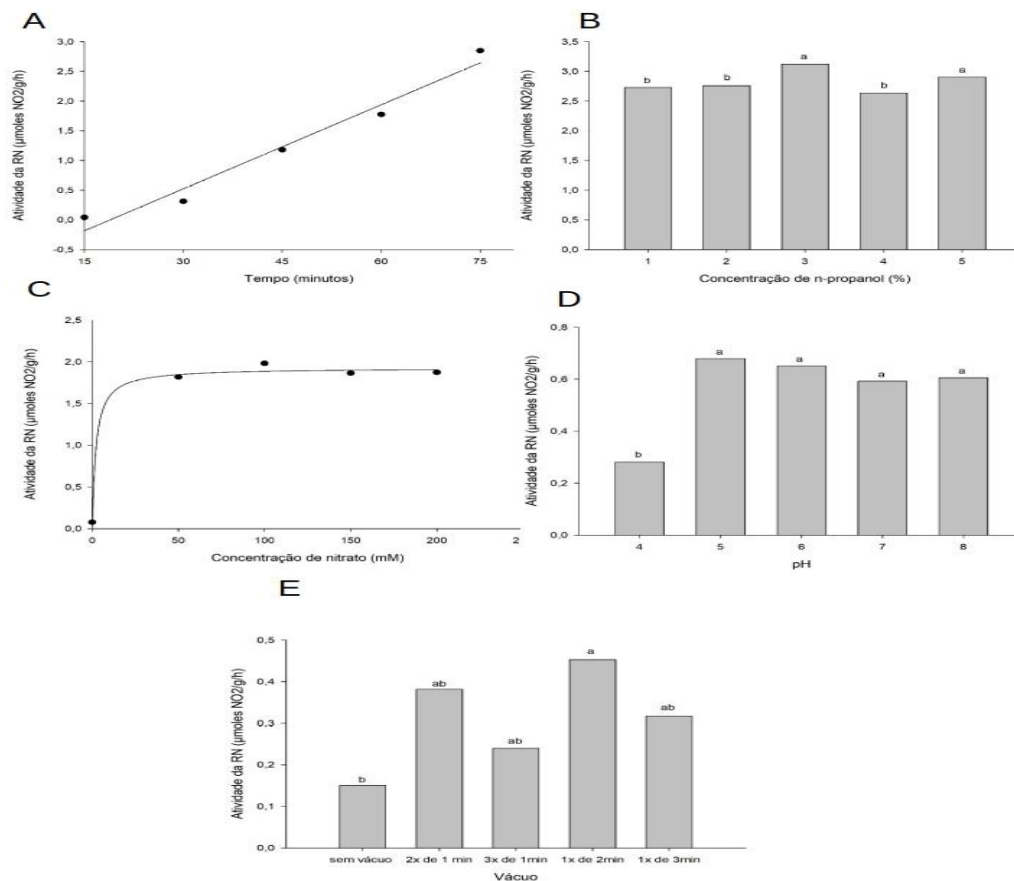 A
Atividade da RN (µmoles NO2/g/h)
3,0
2,5
2,0
1,5
1,0
0,5
0,0
-0,5
15 30 45 60 75
Tempo (minutos)
B
Atividade da RN (µmoles NO2/g/h)
3,5
3,0
2,5
2,0
1,5
1,0
0,5
0,0
b b a b a
1 2 3 4 5
Concentração de n-propanol (%)
C
Atividade da RN (µmoles NO2/g/h)
2,5
2,0
1,5
1,0
0,5
0,0
0 50 100 150 200 2
Concentração de nitrato (mM)
D
Atividade da RN (µmoles NO2/g/h)
0,8
0,6
0,4
0,2
0,0
b a a a a
4 5 6 7 8
pH
E
Atividade da RN (µmoles NO2/g/h)
0,5
0,4
0,3
0,2
0,1
0,0
b ab ab a ab
sem vácuo 2x de 1 min 3x de 1min 1x de 2min 1x de 3min
Vácuo